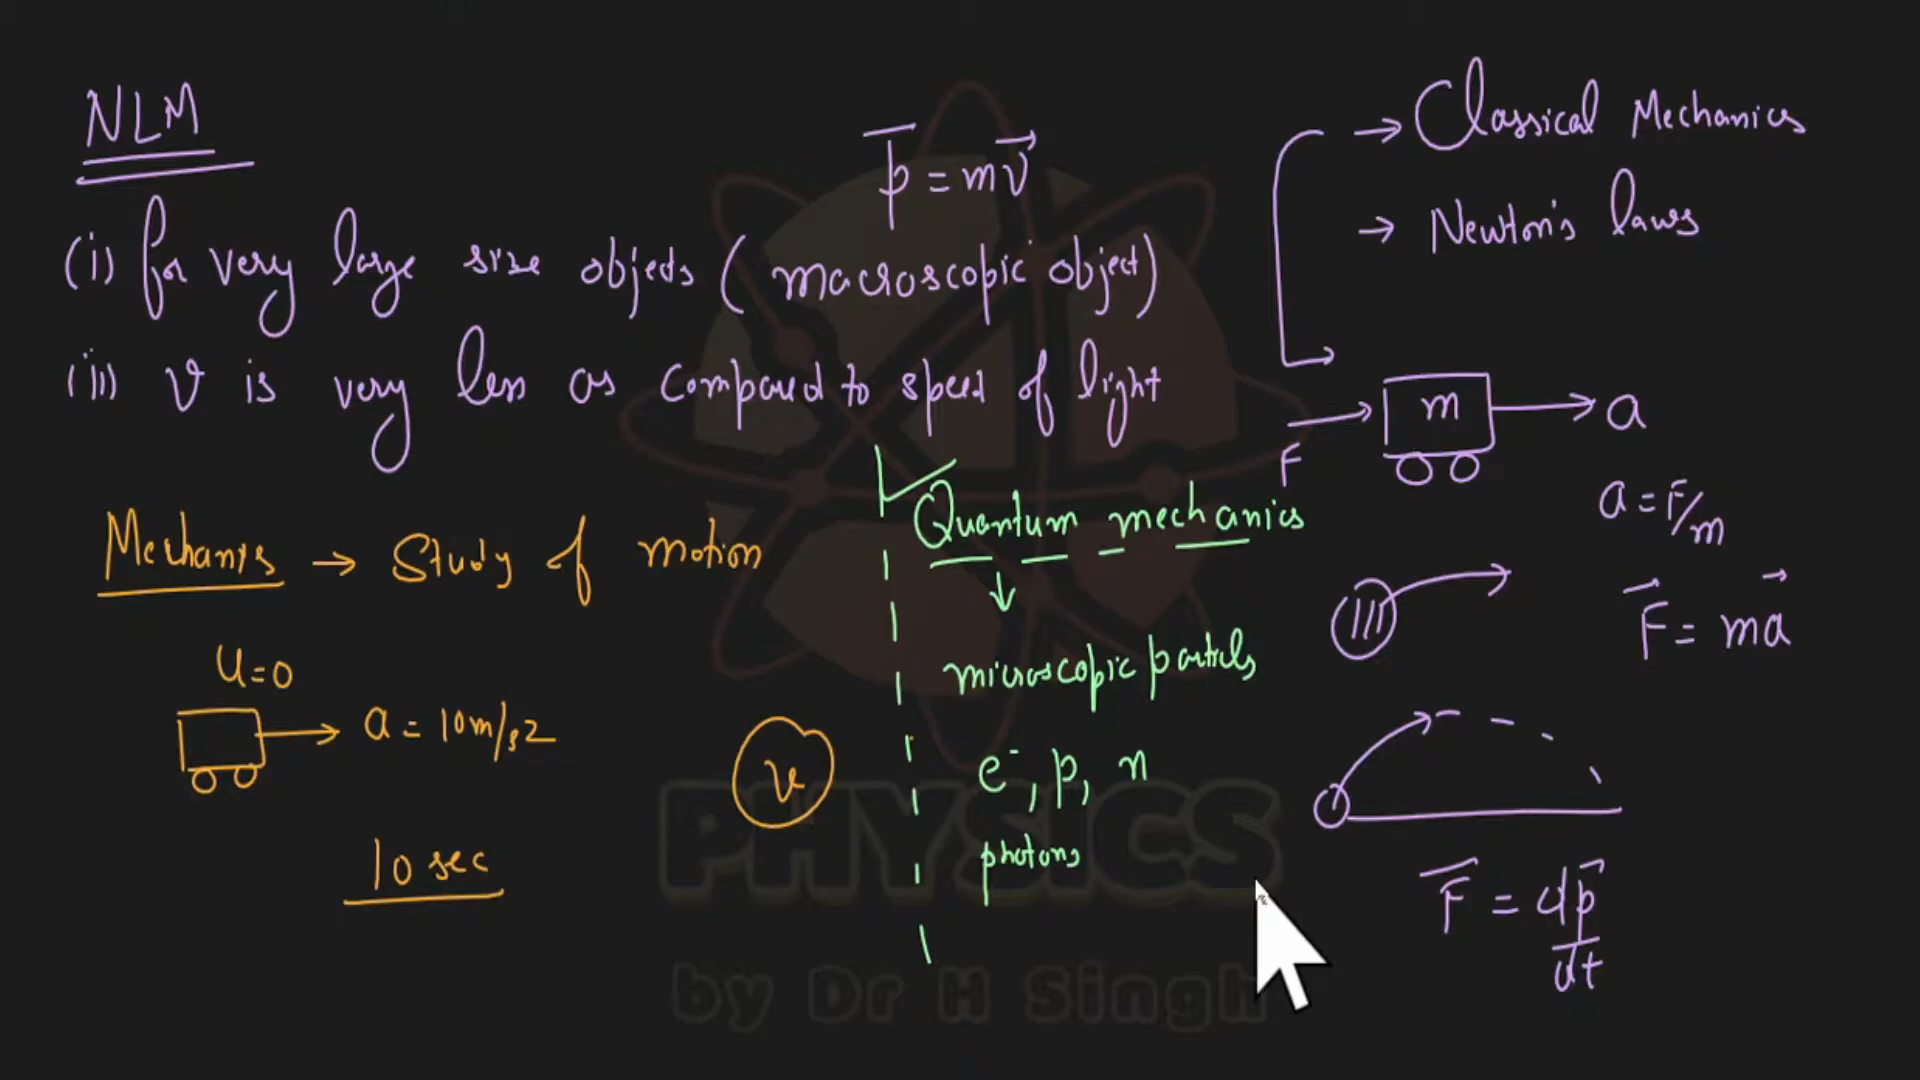 NLM
p = mv
(i) for very large size objects (macroscopic object)
(ii) v is very less as compared to speed of light
→ Classical Mechanics
→ Newton's laws
F → m → a
a = F/m
F = ma
F = dp/dt
Mechanics → Study of motion
u=0
a = 10m/s2
10 sec
v
Quantum mechanics
↓
microscopic particles
e-, p, n
photons
PHYSICS
by Dr H Singh